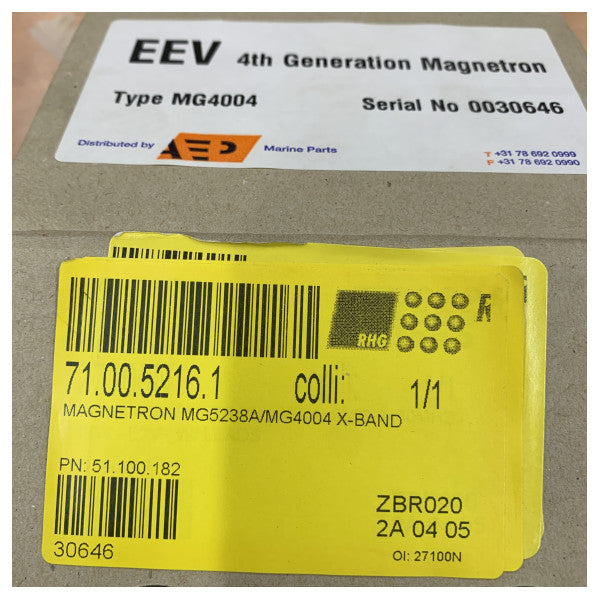 EEV 4th Generation Magnetron
Type MG4004 Serial No 0030646
Distributed by AEP Marine Parts
T +31 78 692 0999
F +31 78 692 0990
RHG R
71.00.5216.1 colli: 1/1
MAGNETRON MG5238A/MG4004 X-BAND
PN: 51.100.182
ZBR020
2A 04 05
30646
OI: 27100N